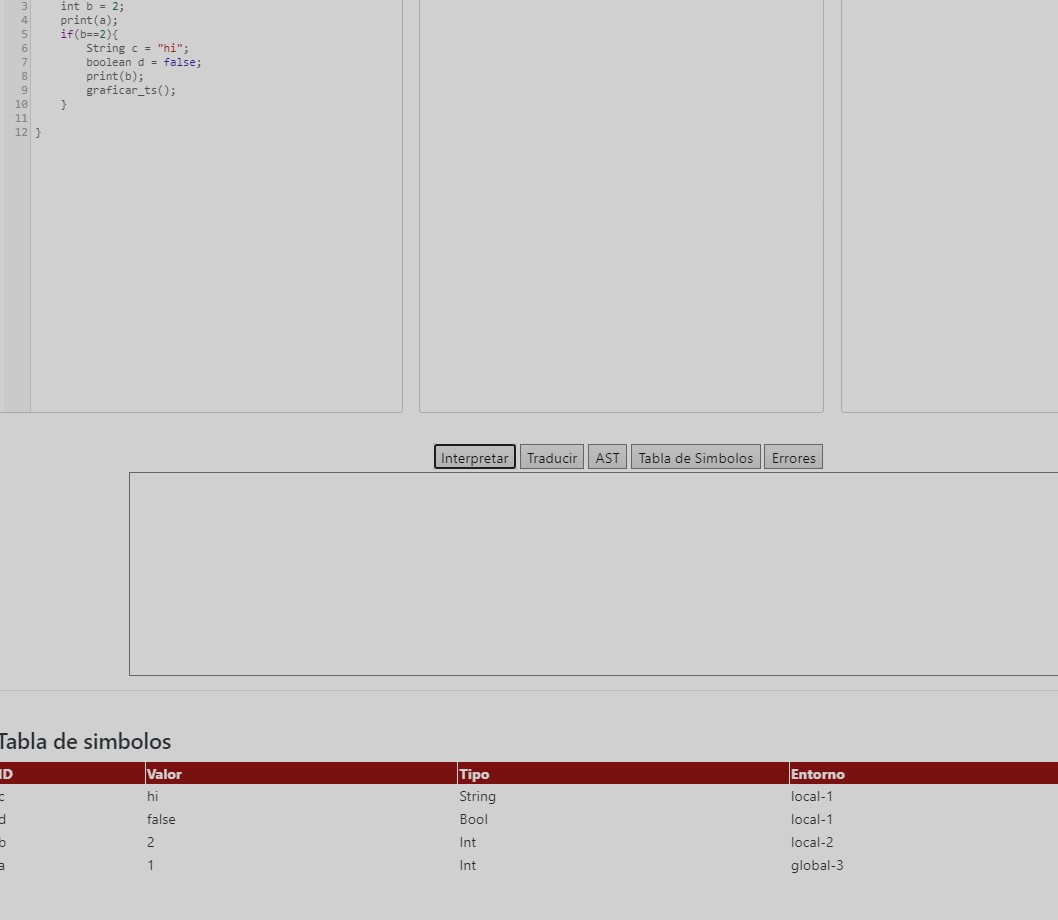 3 int b = 2;
4 print(a);
5 if(b==2){
6 String c = "hi";
7 boolean d = false;
8 print(b);
9 graficar_ts();
10 }
11
12 }
Interpretar Traducir AST Tabla de Simbolos Errores
Tabla de simbolos
ID Valor Tipo Entorno
c hi String local-1
d false Bool local-1
b 2 Int local-2
a 1 Int global-3